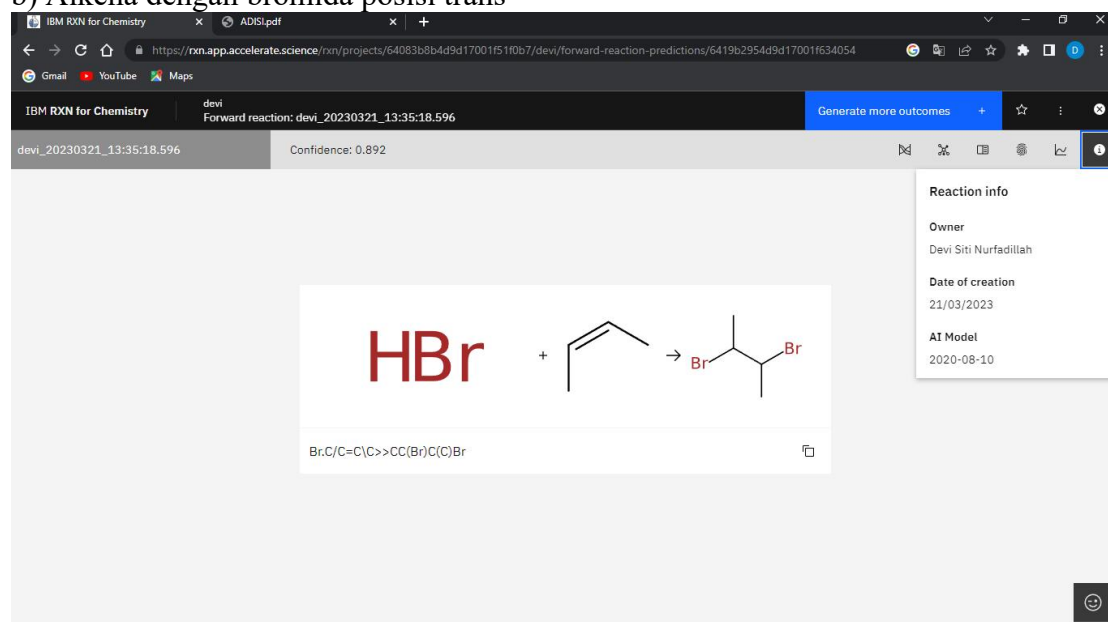 b) Alkena dengan bromida posisi trans
IBM RXN for Chemistry
ADISI.pdf
https://rxn.app.accelerate.science/rxn/projects/64083b8b4d9d17001f51f0b7/devi/forward-reaction-predictions/6419b2954d9d17001f634054
D
Gmail
YouTube
Maps
IBM RXN for Chemistry
devi
Forward reaction: devi_20230321_13:35:18.596
Generate more outcomes +
devi_20230321_13:35:18.596
Confidence: 0.892
Reaction info
Owner
Devi Siti Nurfadillah
Date of creation
21/03/2023
AI Model
2020-08-10
HBr + → Br Br
Br.C/C=C\C>>CC(Br)C(C)Br